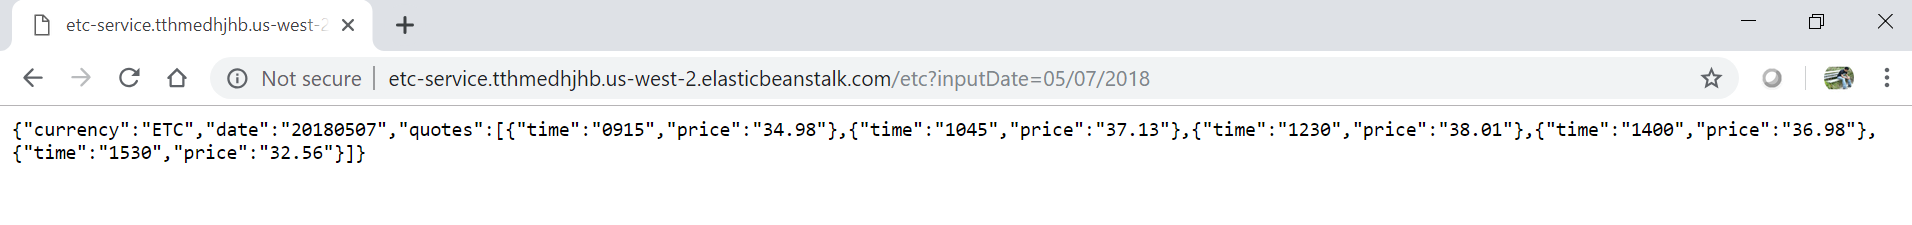 etc-service.tthmedhjhb.us-west-2
Not secure etc-service.tthmedhjhb.us-west-2.elasticbeanstalk.com/etc?inputDate=05/07/2018
{"currency":"ETC","date":"20180507","quotes":[{"time":"0915","price":"34.98"},{"time":"1045","price":"37.13"},{"time":"1230","price":"38.01"},{"time":"1400","price":"36.98"},
{"time":"1530","price":"32.56"}]}